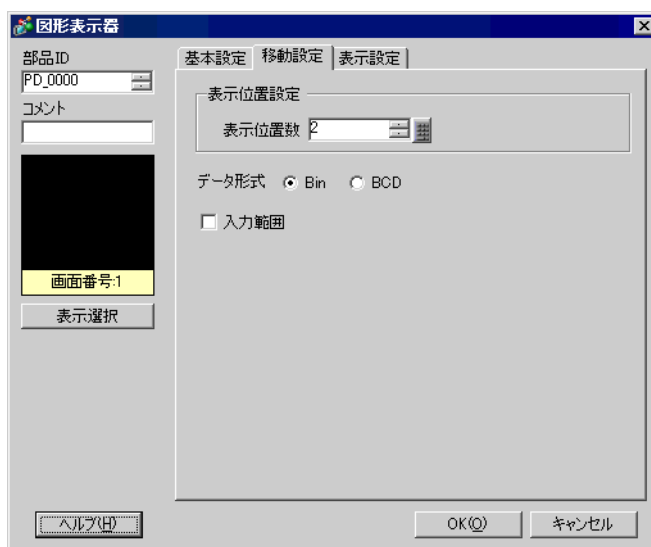 図形表示器
部品ID
PD_0000
コメント
画面番号:1
表示選択
基本設定
移動設定
表示設定
表示位置設定
表示位置数 2
データ形式 Bin BCD
入力範囲
ヘルプ(H)
OK(O)
キャンセル